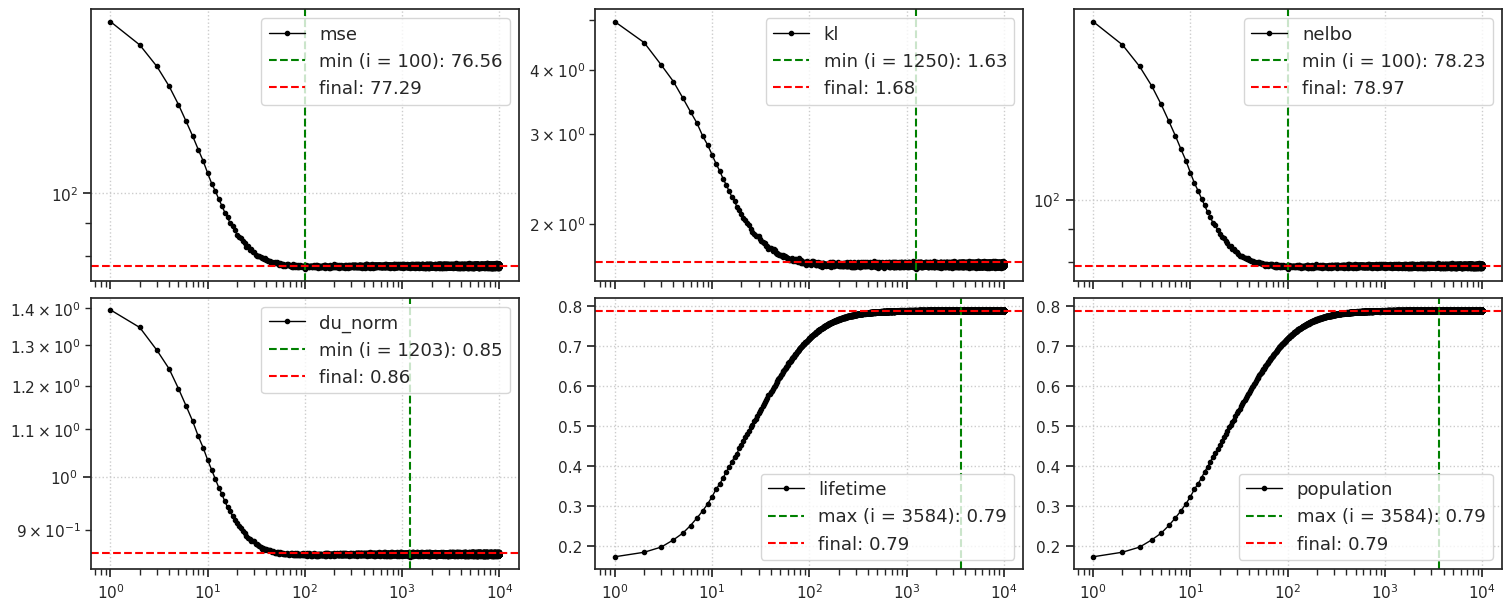 mse
min (i = 100): 76.56
final: 77.29
10²
kl
min (i = 1250): 1.63
final: 1.68
4 × 10⁰
3 × 10⁰
2 × 10⁰
nelbo
min (i = 100): 78.23
final: 78.97
10²
du_norm
min (i = 1203): 0.85
final: 0.86
1.4 × 10⁰
1.3 × 10⁰
1.2 × 10⁰
1.1 × 10⁰
10⁰
9 × 10⁻¹
10⁰ 10¹ 10² 10³ 10⁴
0.8
0.7
0.6
0.5
0.4
0.3
0.2
lifetime
max (i = 3584): 0.79
final: 0.79
10⁰ 10¹ 10² 10³ 10⁴
0.8
0.7
0.6
0.5
0.4
0.3
0.2
population
max (i = 3584): 0.79
final: 0.79
10⁰ 10¹ 10² 10³ 10⁴